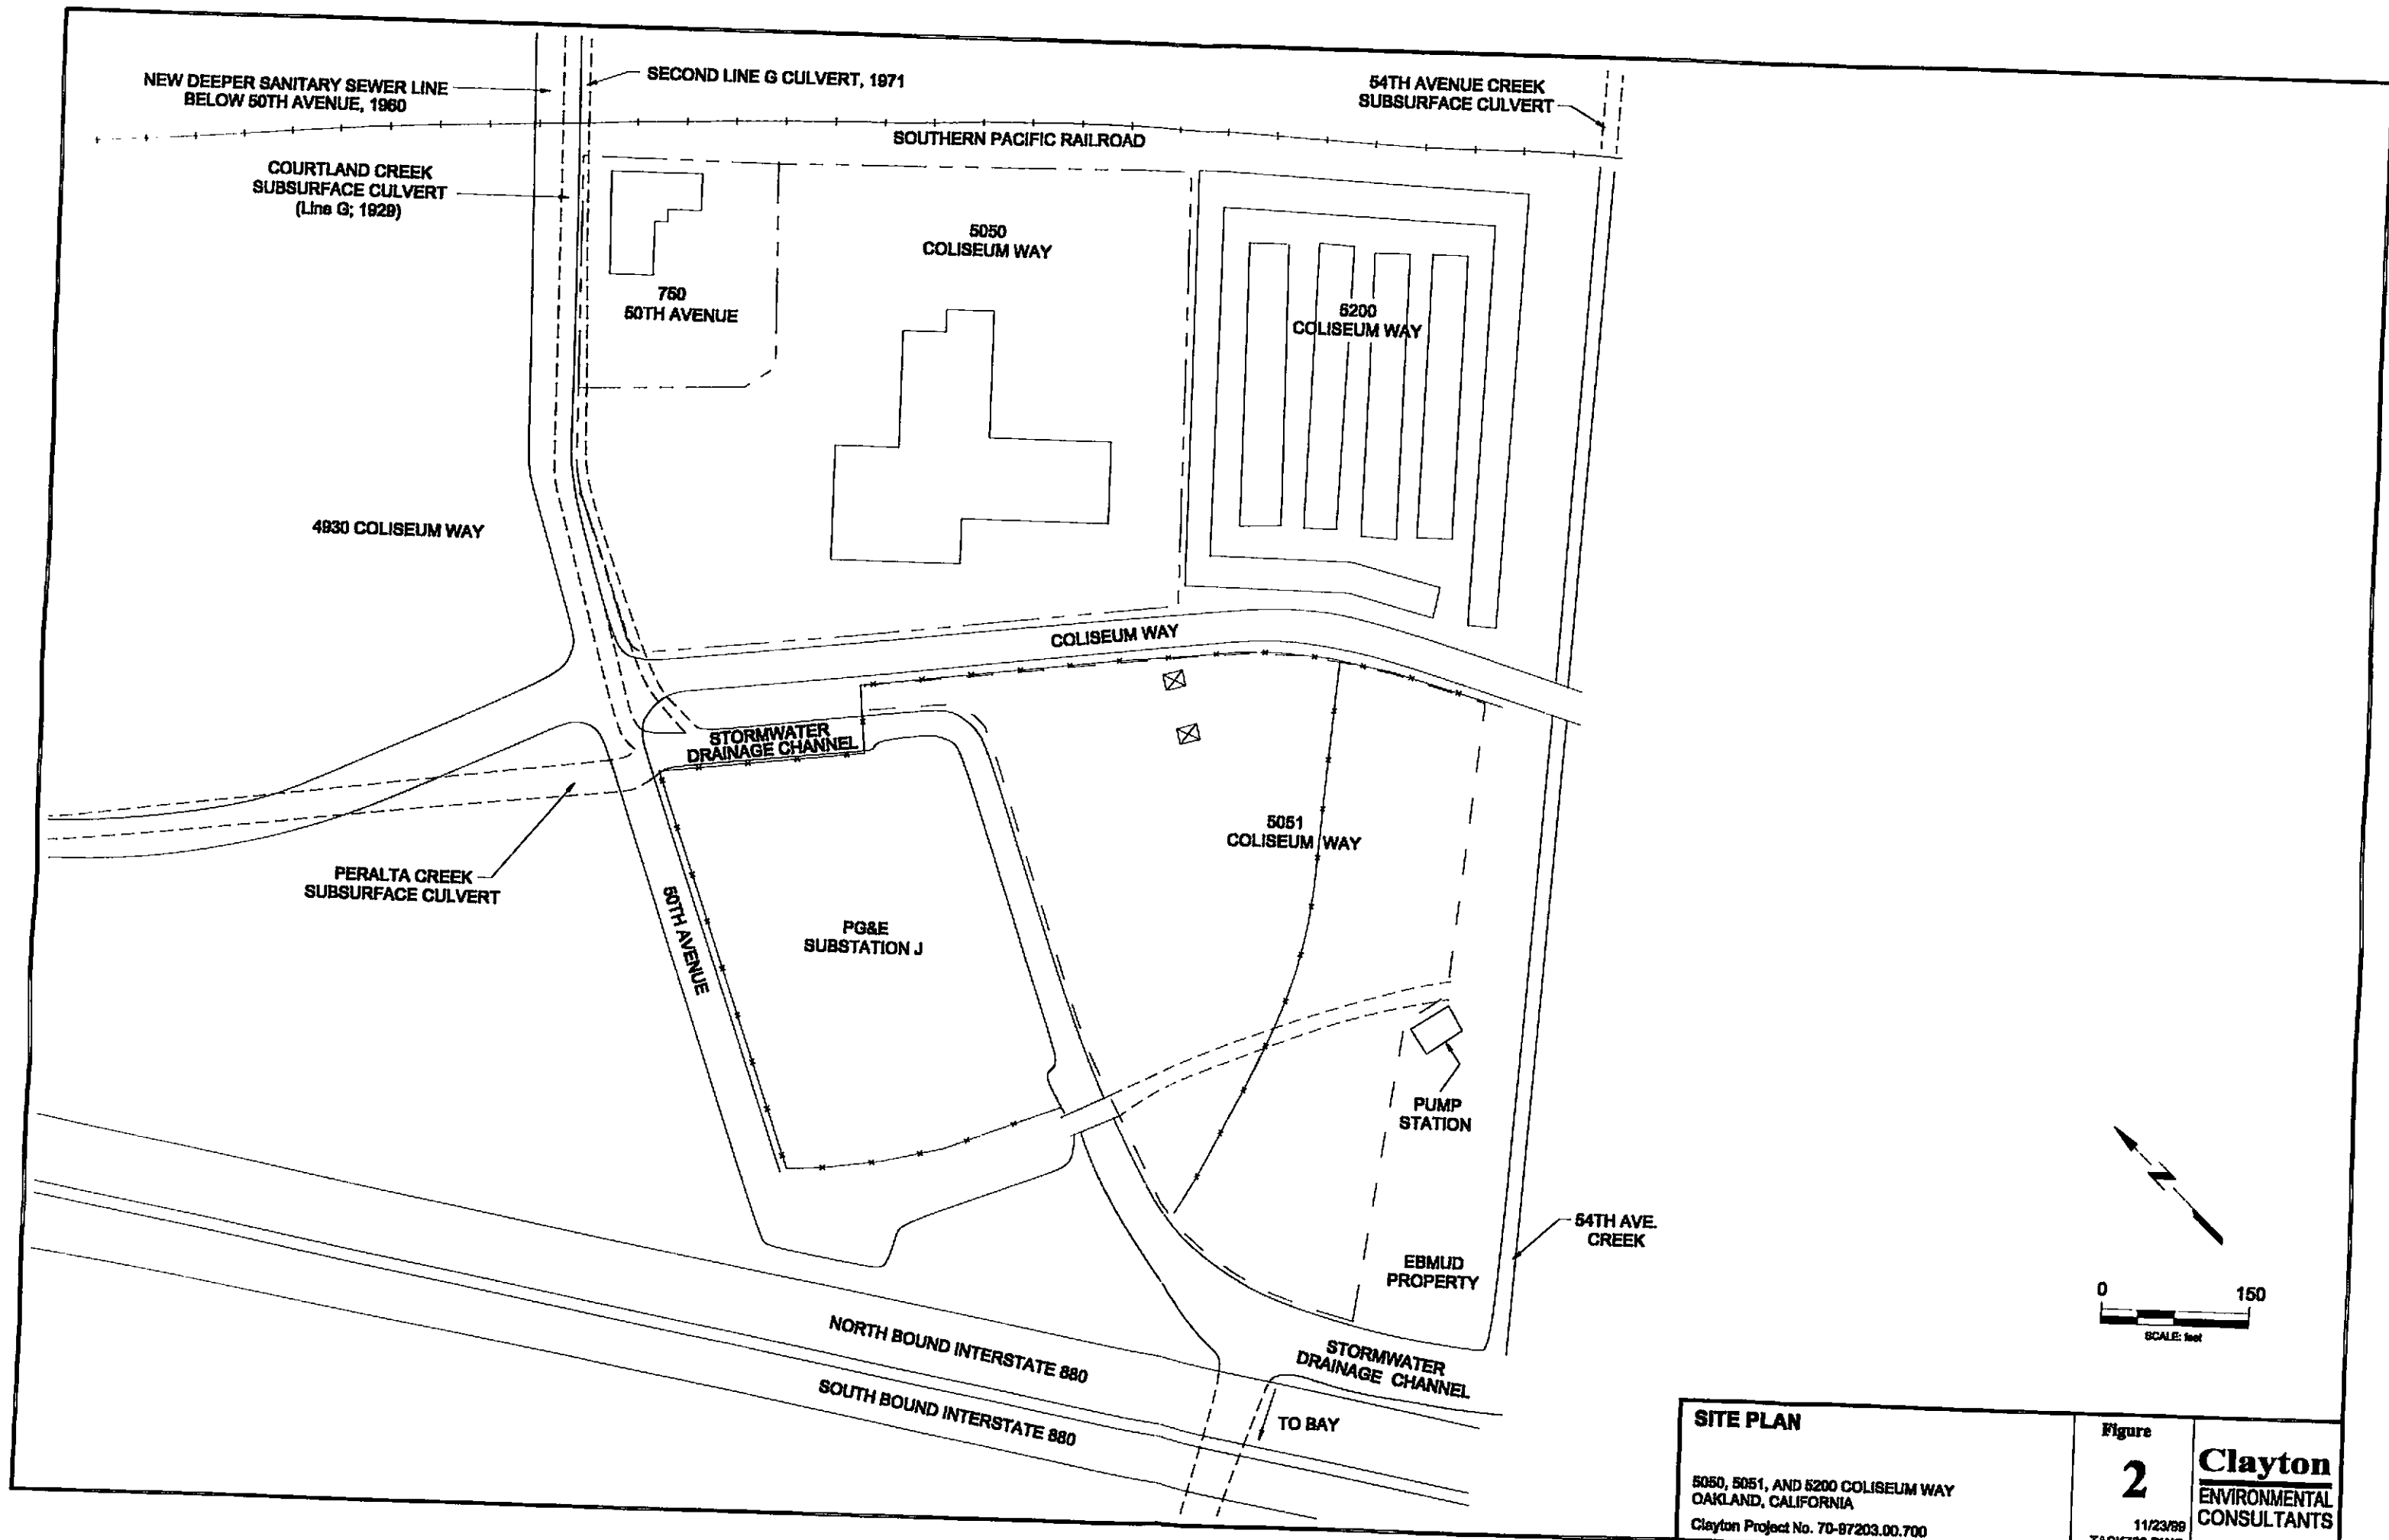 NEW DEEPER SANITARY SEWER LINE
BELOW 50TH AVENUE, 1960
SECOND LINE G CULVERT, 1971
54TH AVENUE CREEK
SUBSURFACE CULVERT
SOUTHERN PACIFIC RAILROAD
COURTLAND CREEK
SUBSURFACE CULVERT
(Line G; 1929)
750
50TH AVENUE
5050
COLISEUM WAY
5200
COLISEUM WAY
4930 COLISEUM WAY
COLISEUM WAY
STORMWATER
DRAINAGE CHANNEL
5051
COLISEUM WAY
PERALTA CREEK
SUBSURFACE CULVERT
50TH AVENUE
PG&E
SUBSTATION J
PUMP
STATION
54TH AVE.
CREEK
EBMUD
PROPERTY
N
0 150
SCALE: feet
NORTH BOUND INTERSTATE 880
SOUTH BOUND INTERSTATE 880
STORMWATER
DRAINAGE CHANNEL
TO BAY
SITE PLAN
5050, 5051, AND 5200 COLISEUM WAY
OAKLAND, CALIFORNIA
Clayton Project No. 70-97203.00.700
Figure
2
11/23/99
Clayton
ENVIRONMENTAL
CONSULTANTS